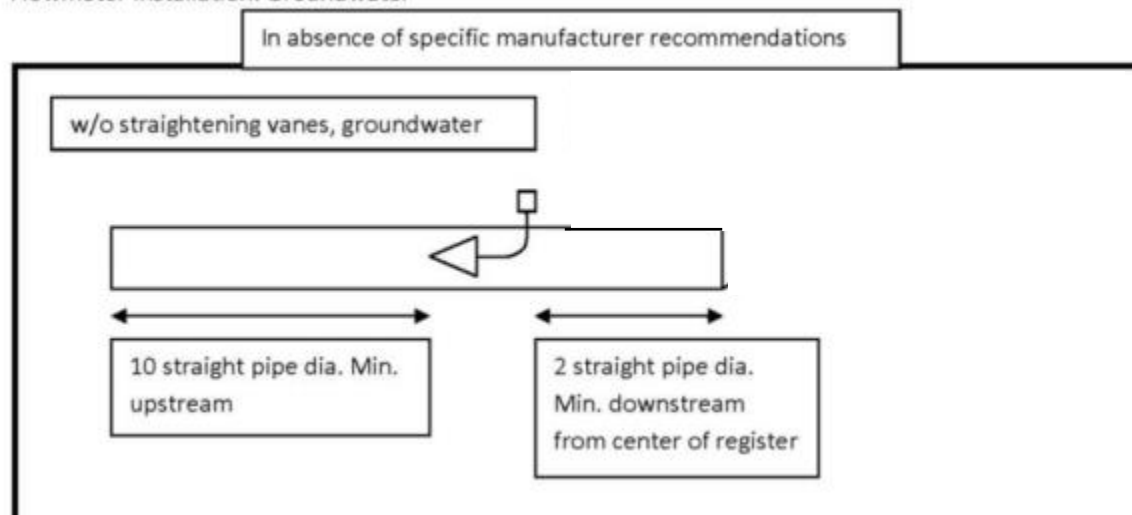 In absence of specific manufacturer recommendations
w/o straightening vanes, groundwater
10 straight pipe dia. Min.
upstream
2 straight pipe dia.
Min. downstream
from center of register